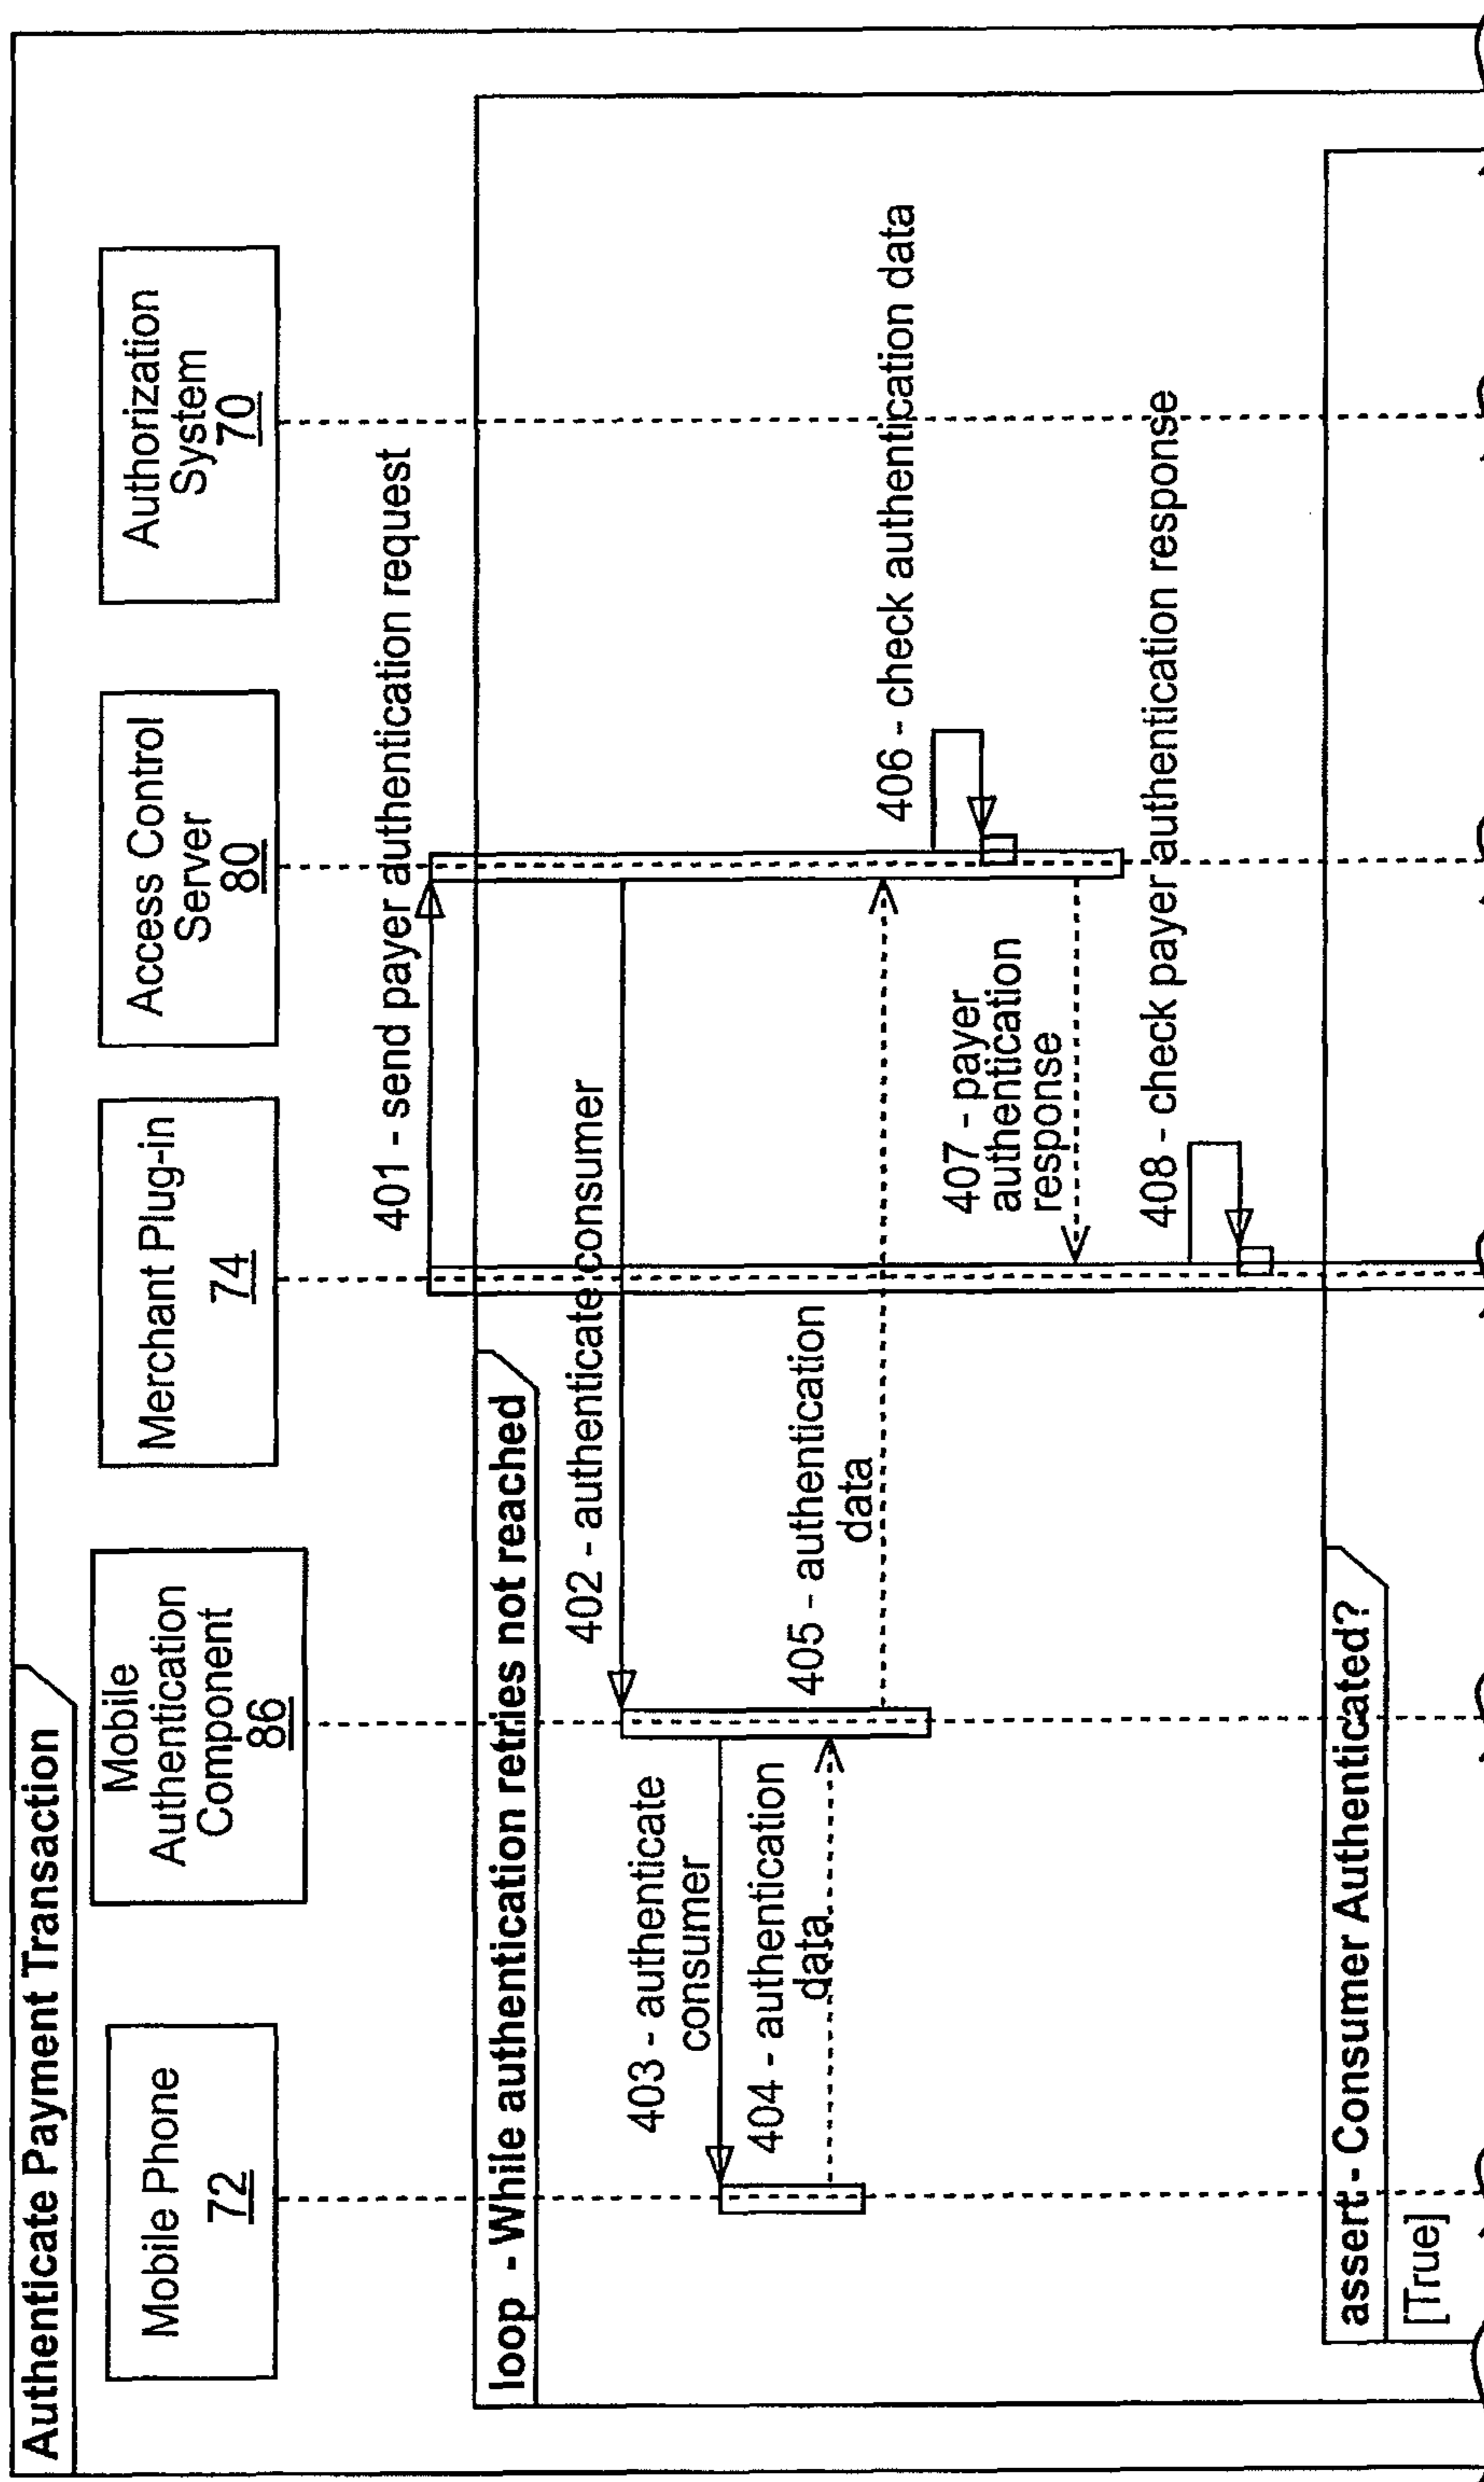 Authenticate Payment Transaction
Mobile Phone
72
Mobile
Authentication
Component
86
Merchant Plug-in
74
Access Control
Server
80
Authorization
System
70
401 - send payer authentication request
loop - While authentication retries not reached
402 - authenticate consumer
403 - authenticate
consumer
404 - authentication
data
405 - authentication
data
406 - check authentication data
407 - payer
authentication
response
408 - check payer authentication response
assert - Consumer Authenticated?
[True]